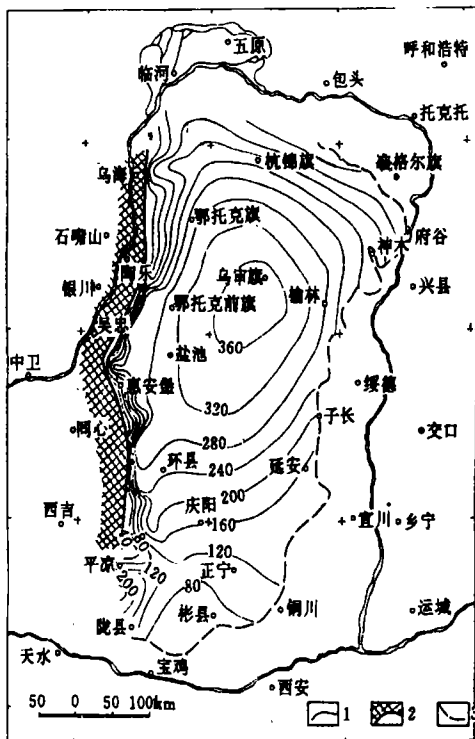 五原
呼和浩特
临河
包头
托克托
杭锦旗
乌海
准格尔旗
鄂托克旗
府谷
石嘴山
神木
陶乐
乌审旗
银川
榆林
兴县
鄂托克前旗
吴忠
360
中卫
盐池
惠安堡
绥德
320
子长
同心
280
交口
环县
240
延安
200
庆阳
西吉
160
宜川
乡宁
平凉
120
正宁
120
200
80
彬县
铜川
运城
陇县
天水
宝鸡
西安
50 0 50 100km
1
2
3